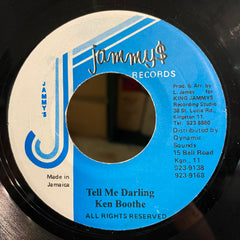 jammy$
RECORDS
JAMMY'S
Prod. & Arr. by
L. James for
KING JAMMYS
Recording Studio
38 St. Lucia Rd.,
Kingston 11.
Tel. 923 5880
Distributed by
Dynamic
Sounds
15 Bell Road
Kgn., 11
923-9138
923-9168
Made in
Jamaica
Tell Me Darling
Ken Boothe
ALL RIGHTS RESERVED